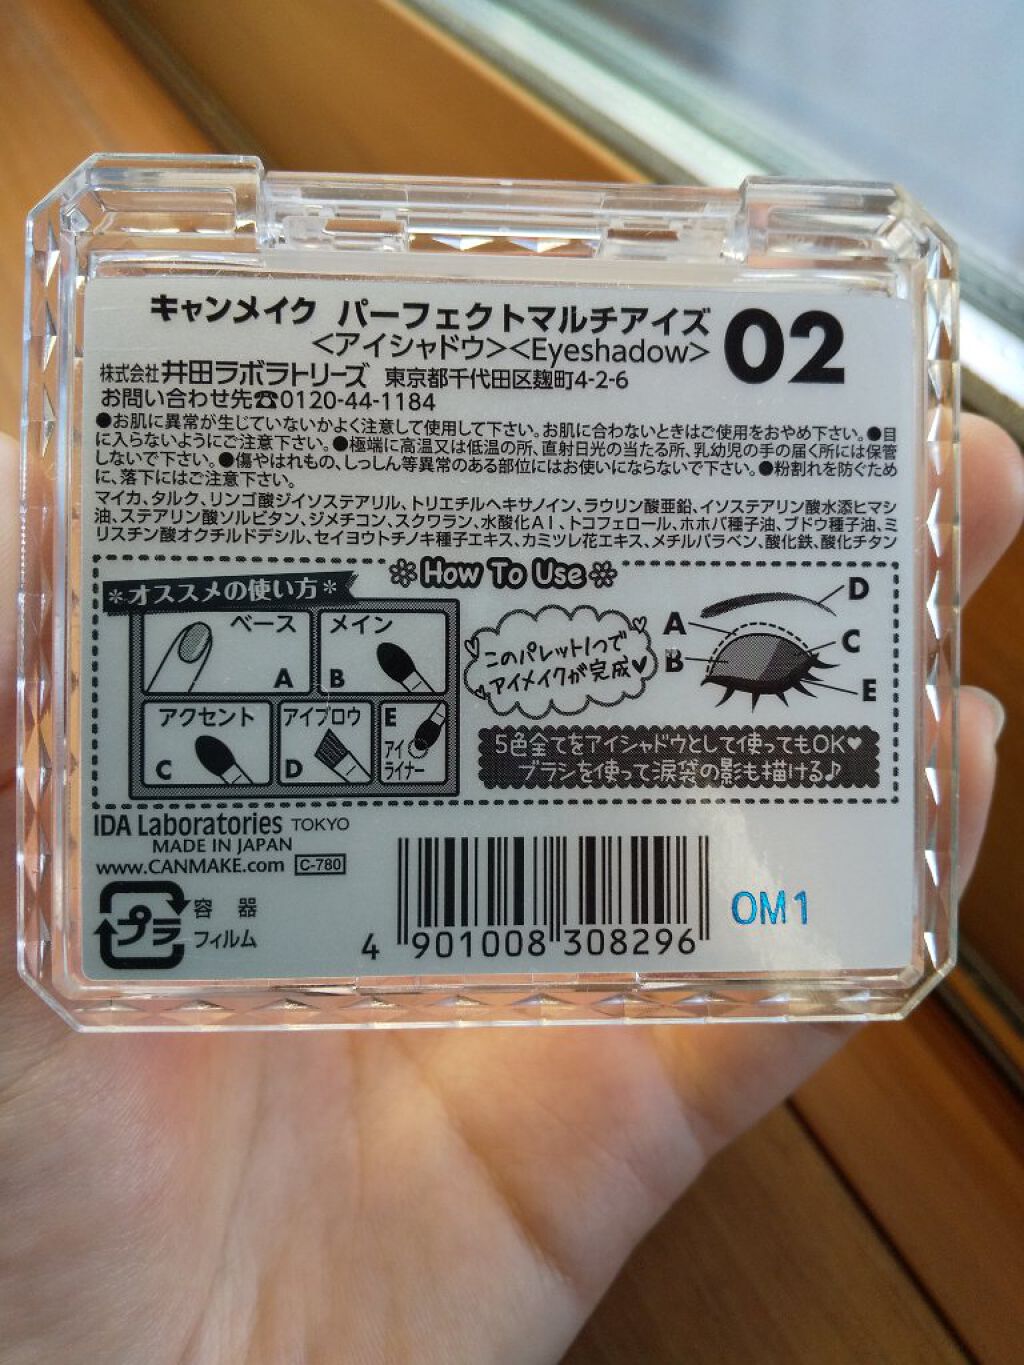 キャンメイク パーフェクトマルチアイズ
<アイシャドウ><Eyeshadow>
02
株式会社井田ラボラトリーズ 東京都千代田区麹町4-2-6
お問い合わせ先☎0120-44-1184
●お肌に異常が生じていないかよく注意して使用して下さい。お肌に合わないときはご使用をおやめ下さい。●目
に入らないようにご注意下さい。●極端に高温又は低温の所、直射日光の当たる所、乳幼児の手の届く所には保管
しないで下さい。●傷やはれもの、しっしん等異常のある部位にはお使いにならないで下さい。●粉割れを防ぐため
に、落下にはご注意下さい。
マイカ、タルク、リンゴ酸ジイソステアリル、トリエチルヘキサノイン、ラウリン酸亜鉛、イソステアリン酸水添ヒマシ
油、ステアリン酸ソルビタン、ジメチコン、スクワラン、水酸化Al、トコフェロール、ホホバ種子油、ブドウ種子油、ミ
リスチン酸オクチルドデシル、セイヨウトチノキ種子エキス、カミツレ花エキス、メチルパラベン、酸化鉄、酸化チタン
How To Use
*オススメの使い方*
ベース
A
メイン
B
アクセント
C
アイブロウ
D
E
アイ
ライナー
このパレット1つで、
アイメイクが完成♥
A
B
D
C
E
5色全てをアイシャドウとして使ってもOK♥
ブラシを使って涙袋の影も描ける♪
IDA Laboratories TOKYO
MADE IN JAPAN
www.CANMAKE.com C-780
プラ
容器
フィルム
4 901008 308296
OM1